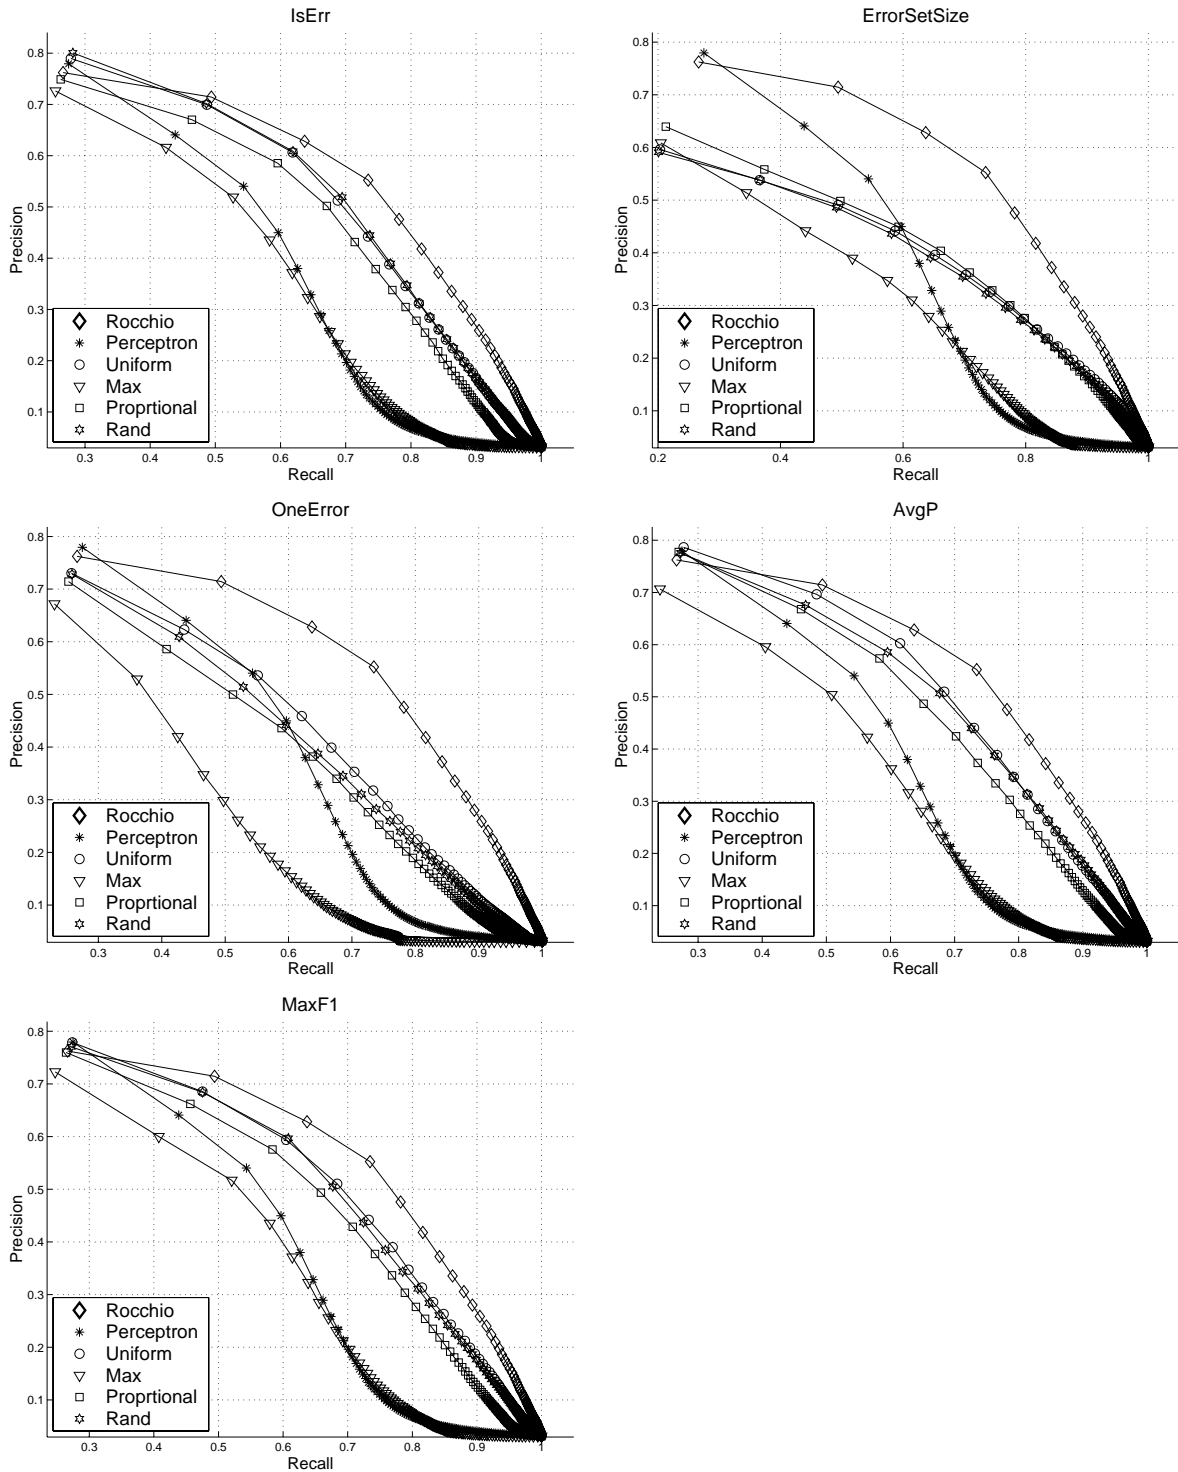 IsErr
0.8
0.7
0.6
0.5
0.4
0.3
0.2
0.1
Precision
Rocchio
Perceptron
Uniform
Max
Proprtional
Rand
0.3 0.4 0.5 0.6 0.7 0.8 0.9 1
Recall
ErrorSetSize
0.8
0.7
0.6
0.5
0.4
0.3
0.2
0.1
Precision
Rocchio
Perceptron
Uniform
Max
Proprtional
Rand
0.2 0.4 0.6 0.8 1
Recall
OneError
0.8
0.7
0.6
0.5
0.4
0.3
0.2
0.1
Precision
Rocchio
Perceptron
Uniform
Max
Proprtional
Rand
0.3 0.4 0.5 0.6 0.7 0.8 0.9 1
Recall
AvgP
0.8
0.7
0.6
0.5
0.4
0.3
0.2
0.1
Precision
Rocchio
Perceptron
Uniform
Max
Proprtional
Rand
0.3 0.4 0.5 0.6 0.7 0.8 0.9 1
Recall
MaxF1
0.8
0.7
0.6
0.5
0.4
0.3
0.2
0.1
Precision
Rocchio
Perceptron
Uniform
Max
Proprtional
Rand
0.3 0.4 0.5 0.6 0.7 0.8 0.9 1
Recall